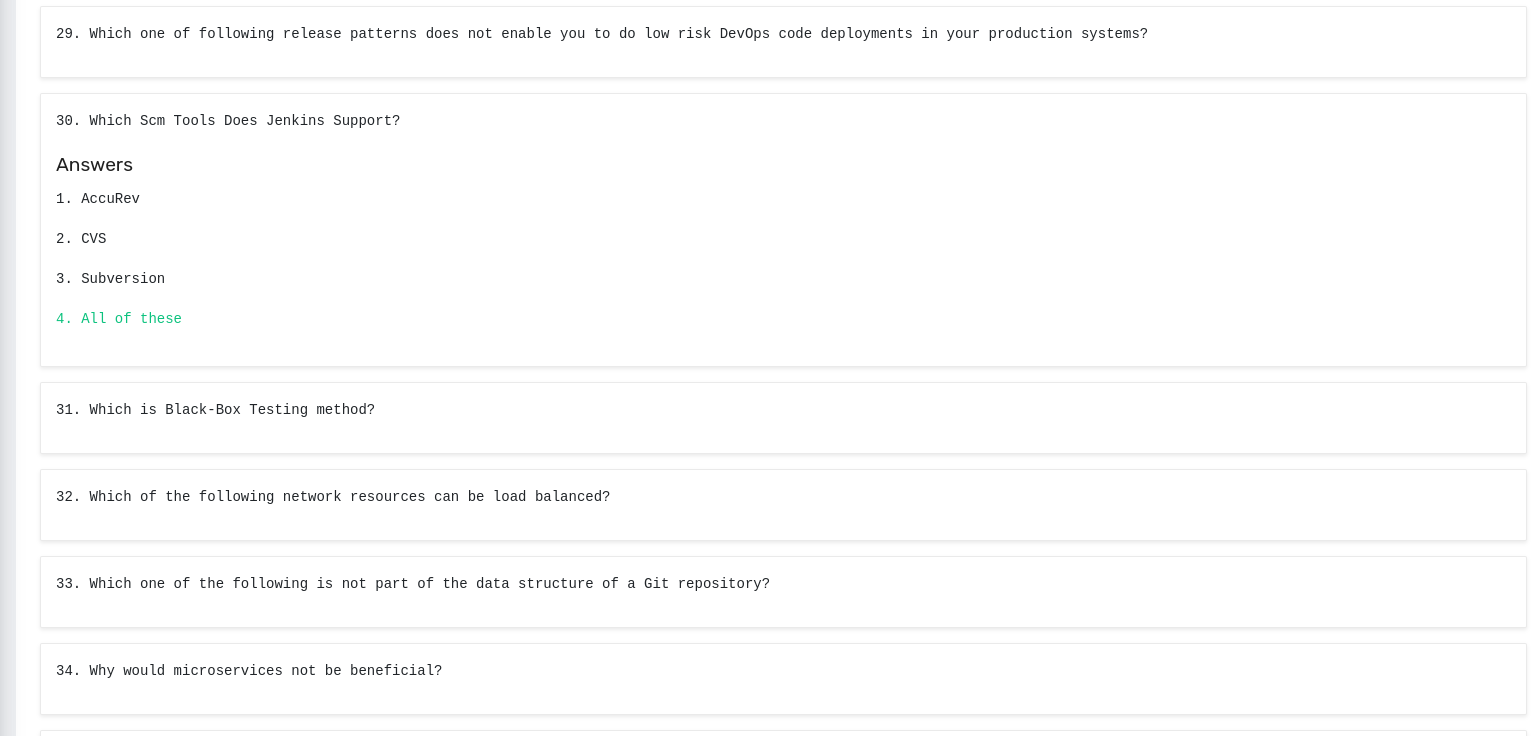 29. Which one of following release patterns does not enable you to do low risk DevOps code deployments in your production systems?
30. Which Scm Tools Does Jenkins Support?
Answers
1. AccuRev
2. CVS
3. Subversion
4. All of these
31. Which is Black-Box Testing method?
32. Which of the following network resources can be load balanced?
33. Which one of the following is not part of the data structure of a Git repository?
34. Why would microservices not be beneficial?